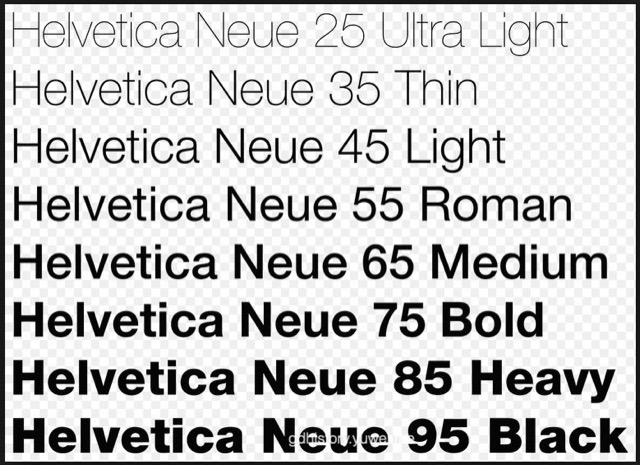 Helvetica Neue 25 Ultra Light
Helvetica Neue 35 Thin
Helvetica Neue 45 Light
Helvetica Neue 55 Roman
Helvetica Neue 65 Medium
Helvetica Neue 75 Bold
Helvetica Neue 85 Heavy
Helvetica Neue 95 Black